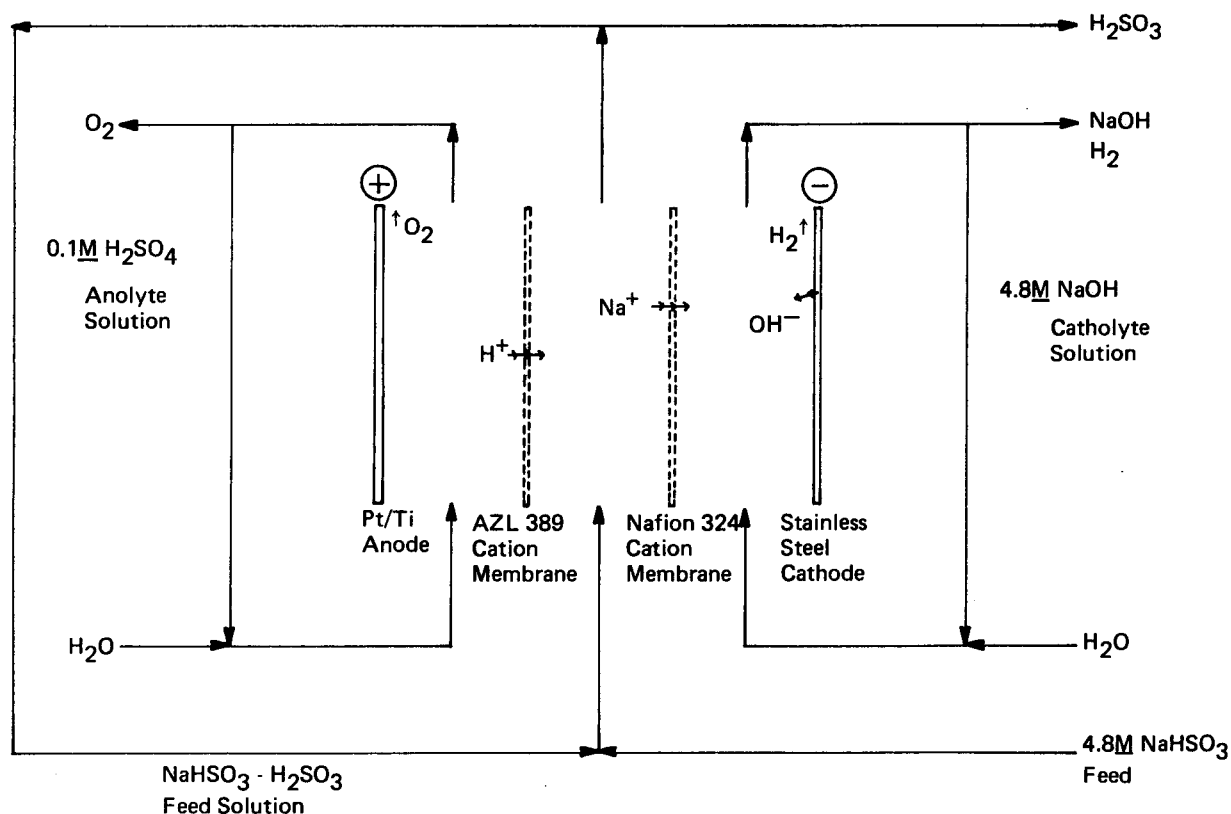 H2SO3
O2
NaOH
H2
+
−
↑O2
H2↑
0.1M H2SO4
Anolyte
Solution
Na+
4.8M NaOH
Catholyte
Solution
OH−
H+
Pt/Ti
Anode
AZL 389
Cation
Membrane
Nafion 324
Cation
Membrane
Stainless
Steel
Cathode
H2O
H2O
NaHSO3 - H2SO3
Feed Solution
4.8M NaHSO3
Feed